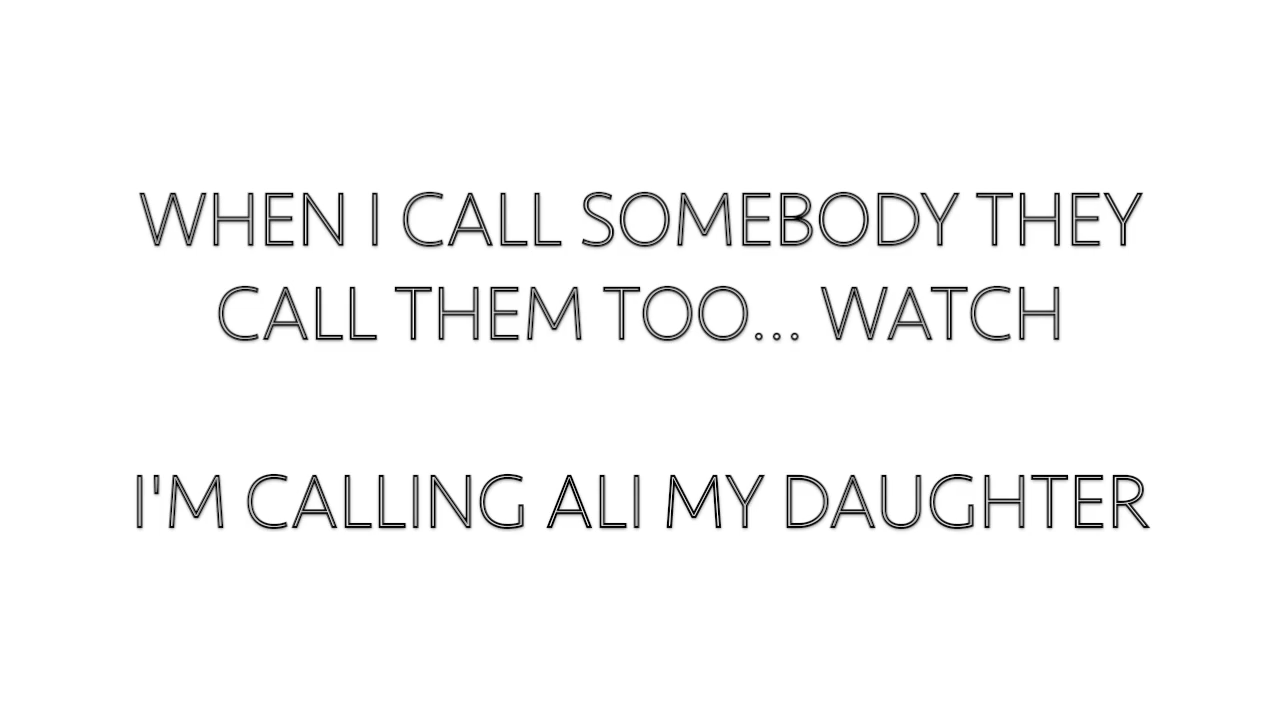 WHEN I CALL SOMEBODY THEY
CALL THEM TOO... WATCH
I'M CALLING ALI MY DAUGHTER